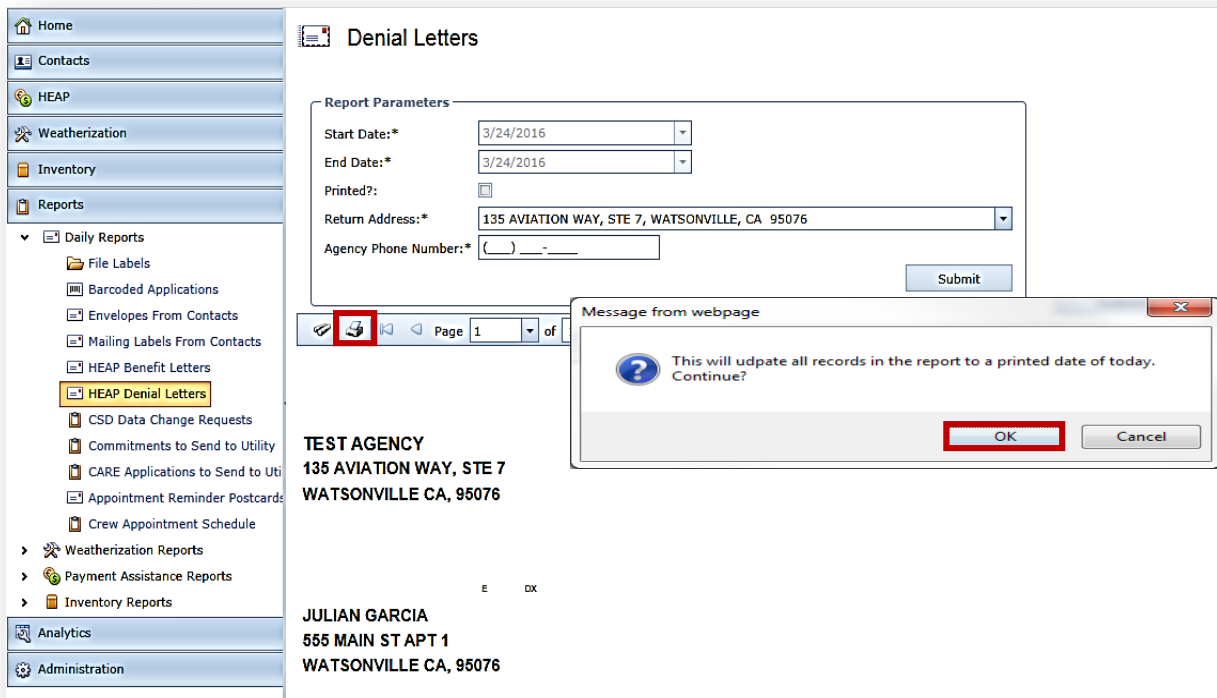 Home
Contacts
HEAP
Weatherization
Inventory
Reports
Daily Reports
File Labels
Barcoded Applications
Envelopes From Contacts
Mailing Labels From Contacts
HEAP Benefit Letters
HEAP Denial Letters
CSD Data Change Requests
Commitments to Send to Utility
CARE Applications to Send to Uti
Appointment Reminder Postcards
Crew Appointment Schedule
Weatherization Reports
Payment Assistance Reports
Inventory Reports
Analytics
Administration
Denial Letters
Report Parameters
Start Date:* 3/24/2016
End Date:* 3/24/2016
Printed?:
Return Address:* 135 AVIATION WAY, STE 7, WATSONVILLE, CA 95076
Agency Phone Number:* (___) ___-____
Submit
Page 1 of
Message from webpage
This will udpate all records in the report to a printed date of today.
Continue?
OK Cancel
TEST AGENCY
135 AVIATION WAY, STE 7
WATSONVILLE CA, 95076
E DX
JULIAN GARCIA
555 MAIN ST APT 1
WATSONVILLE CA, 95076